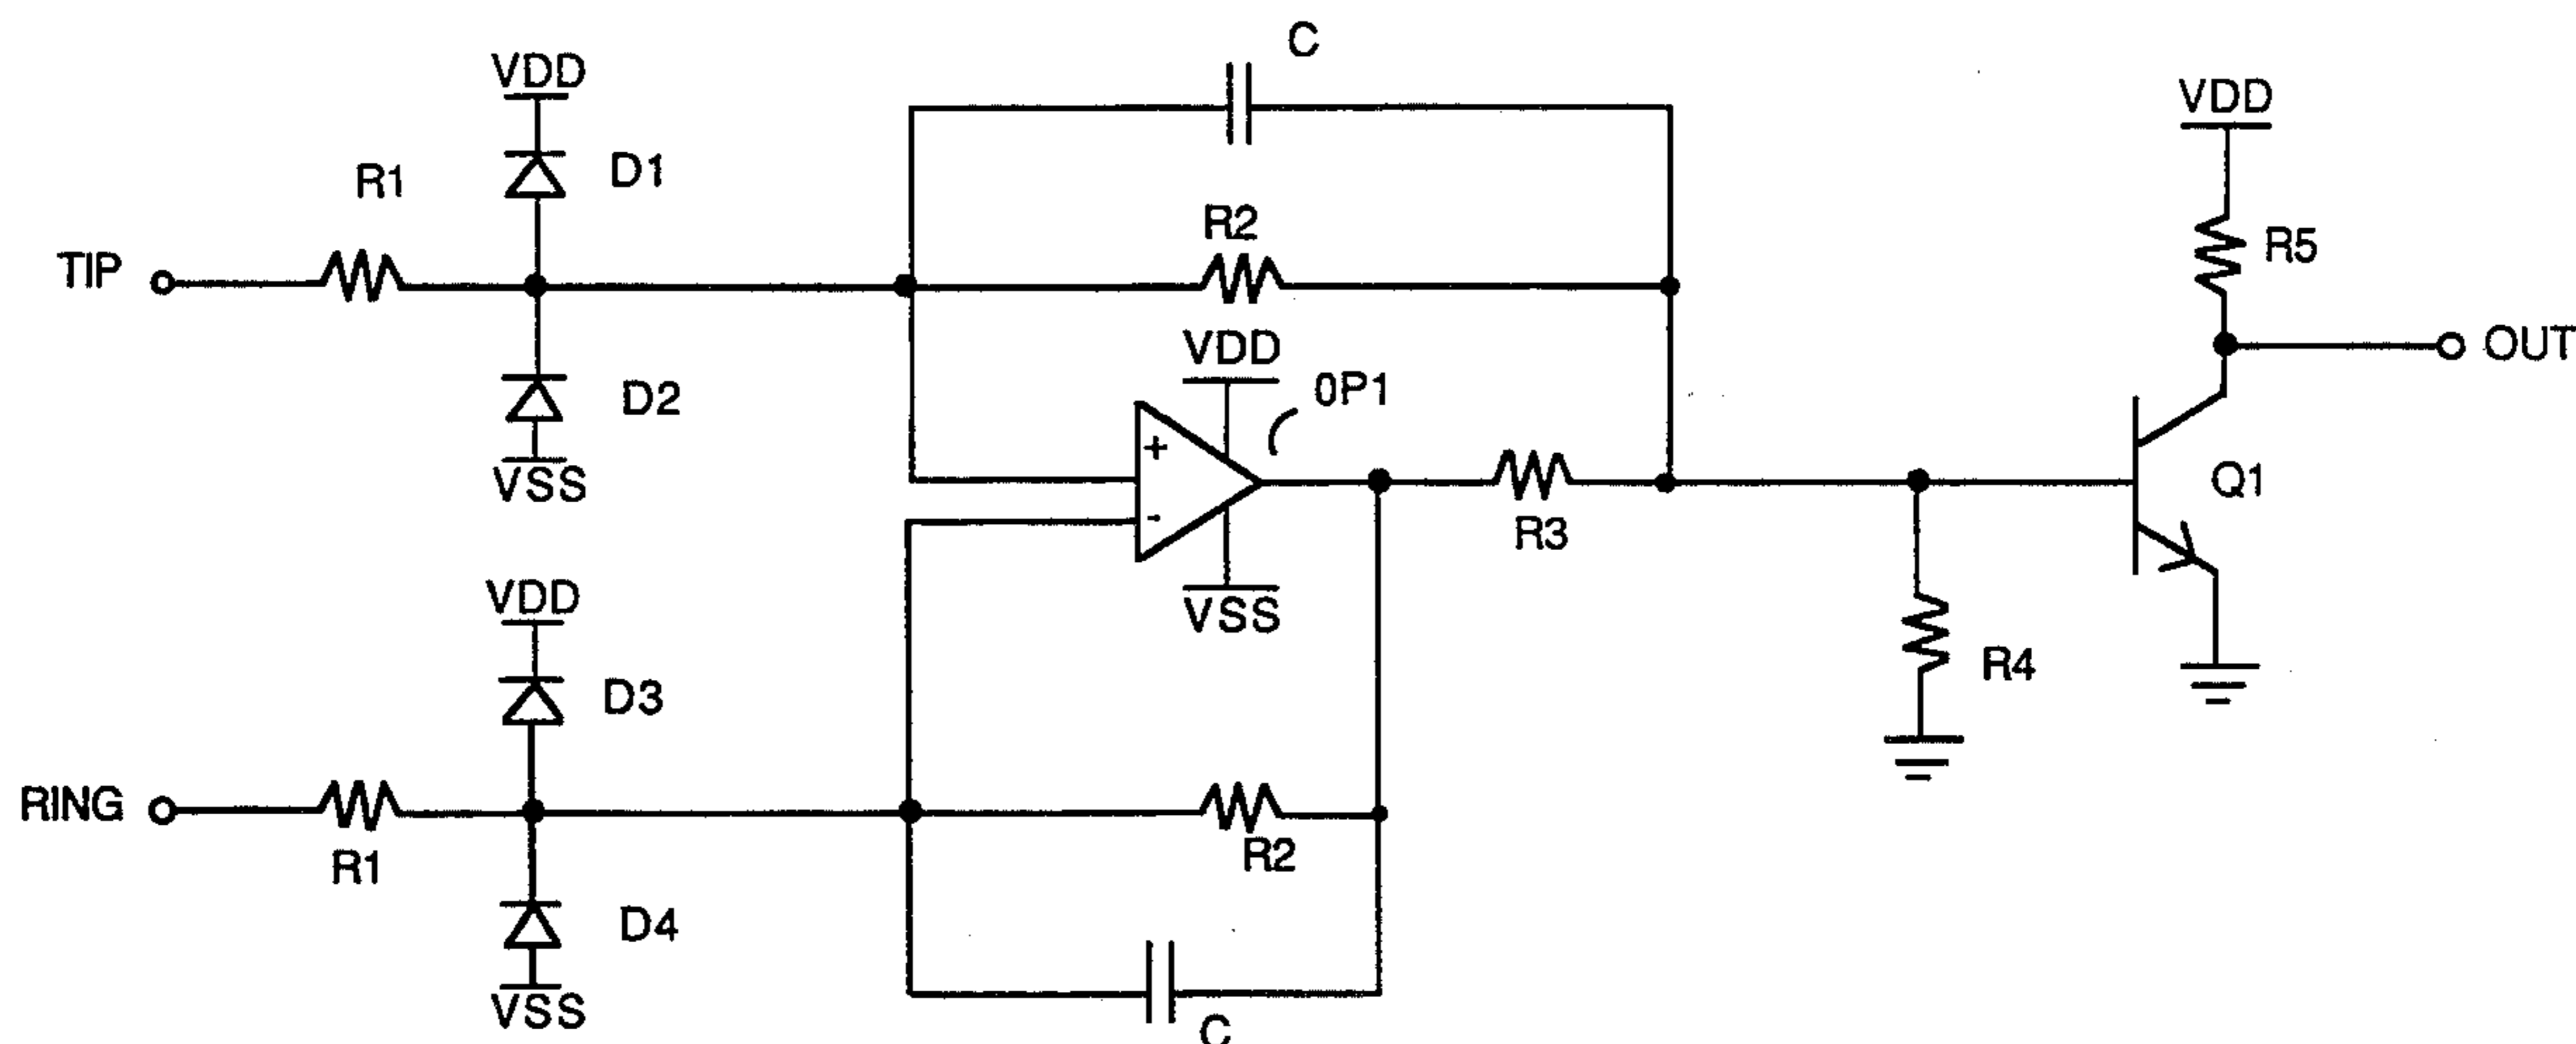 C
VDD
VDD
R1
D1
R2
TIP
R5
VDD
0P1
OUT
D2
+
VSS
Q1
-
R3
VDD
VSS
D3
R4
RING
R1
R2
D4
VSS
C